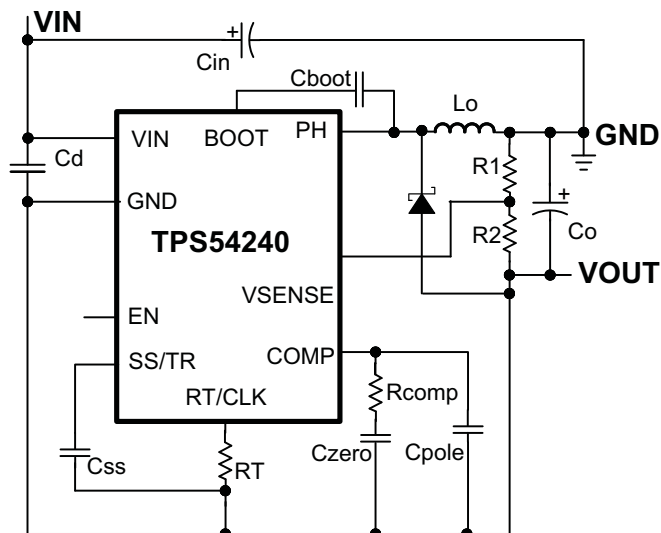 VIN
+
Cin
Cboot
Lo
VIN
BOOT
PH
GND
Cd
R1
GND
+
TPS54240
R2
Co
VOUT
VSENSE
EN
COMP
SS/TR
Rcomp
RT/CLK
Czero
Cpole
Css
RT